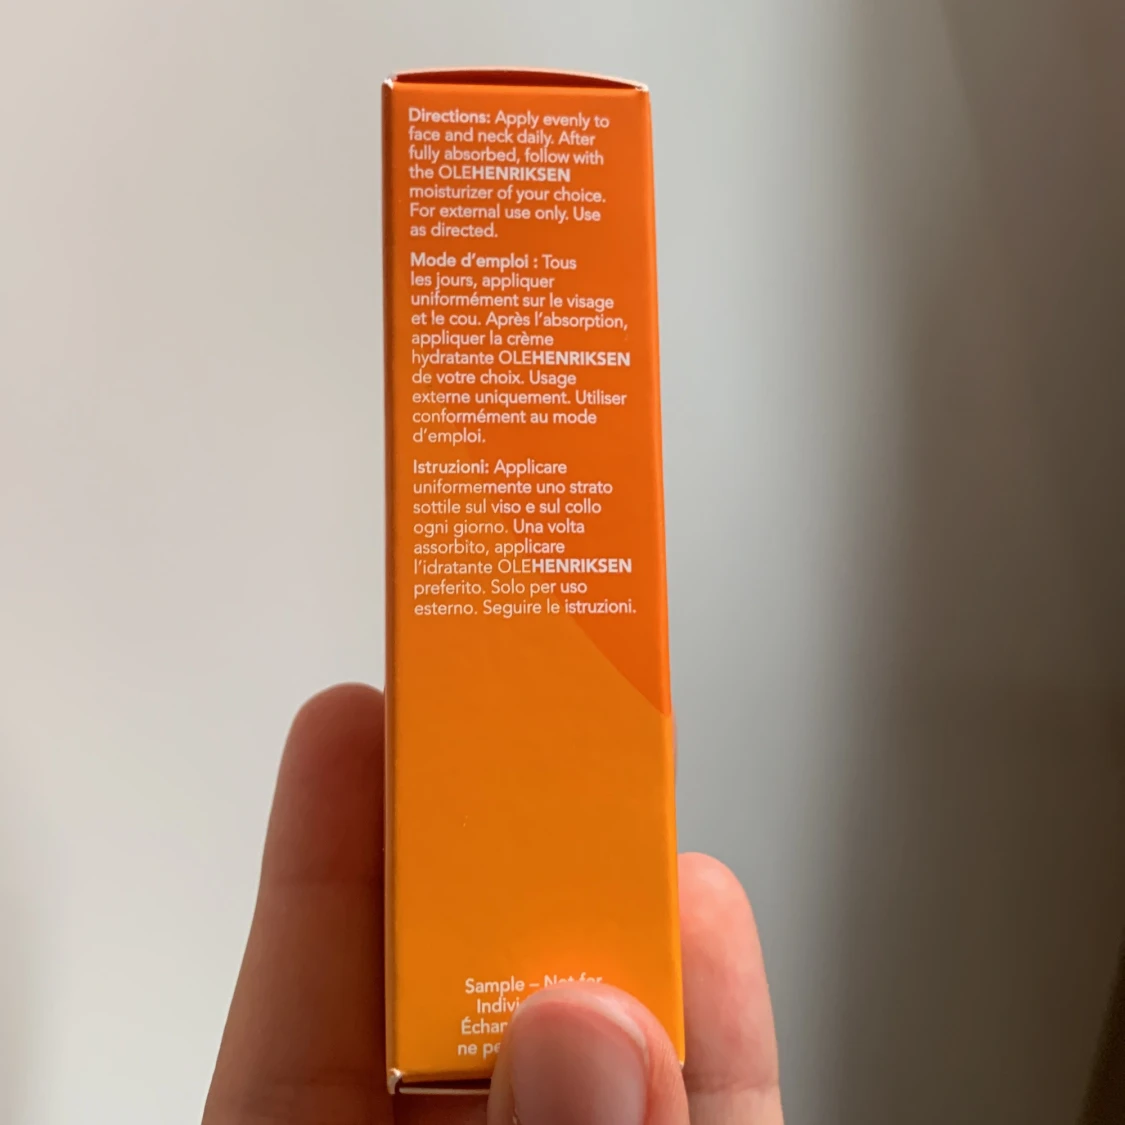 Directions: Apply evenly to
face and neck daily. After
fully absorbed, follow with
the OLEHENRIKSEN
moisturizer of your choice.
For external use only. Use
as directed.
Mode d'emploi : Tous
les jours, appliquer
uniformément sur le visage
et le cou. Après l'absorption,
appliquer la crème
hydratante OLEHENRIKSEN
de votre choix. Usage
externe uniquement. Utiliser
conformément au mode
d'emploi.
Istruzioni: Applicare
uniformemente uno strato
sottile sul viso e sul collo
ogni giorno. Una volta
assorbito, applicare
l'idratante OLEHENRIKSEN
preferito. Solo per uso
esterno. Seguire le istruzioni.
Sample – Not for
ne